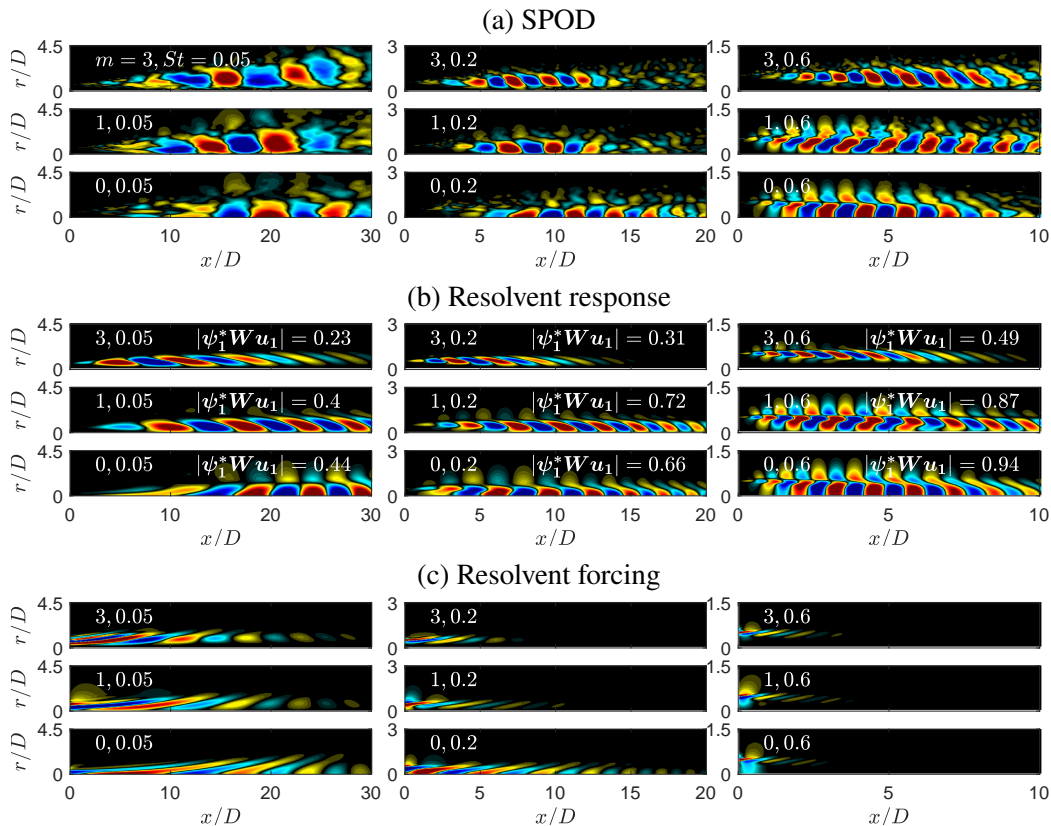 (a) SPOD
r/D 4.5 0 m = 3, St = 0.05 3 0 3, 0.2 1.5 0 3, 0.6
r/D 4.5 0 1, 0.05 3 0 1, 0.2 1.5 0 1, 0.6
r/D 4.5 0 0, 0.05 3 0 0, 0.2 1.5 0 0, 0.6
0 10 20 30 0 5 10 15 20 0 5 10
x/D x/D x/D
(b) Resolvent response
r/D 4.5 0 3, 0.05 |ψ₁*Wu₁| = 0.23 3 0 3, 0.2 |ψ₁*Wu₁| = 0.31 1.5 0 3, 0.6 |ψ₁*Wu₁| = 0.49
r/D 4.5 0 1, 0.05 |ψ₁*Wu₁| = 0.4 3 0 1, 0.2 |ψ₁*Wu₁| = 0.72 1.5 0 1, 0.6 |ψ₁*Wu₁| = 0.87
r/D 4.5 0 0, 0.05 |ψ₁*Wu₁| = 0.44 3 0 0, 0.2 |ψ₁*Wu₁| = 0.66 1.5 0 0, 0.6 |ψ₁*Wu₁| = 0.94
0 10 20 30 0 5 10 15 20 0 5 10
x/D x/D x/D
(c) Resolvent forcing
r/D 4.5 0 3, 0.05 3 0 3, 0.2 1.5 0 3, 0.6
r/D 4.5 0 1, 0.05 3 0 1, 0.2 1.5 0 1, 0.6
r/D 4.5 0 0, 0.05 3 0 0, 0.2 1.5 0 0, 0.6
0 10 20 30 0 5 10 15 20 0 5 10
x/D x/D x/D